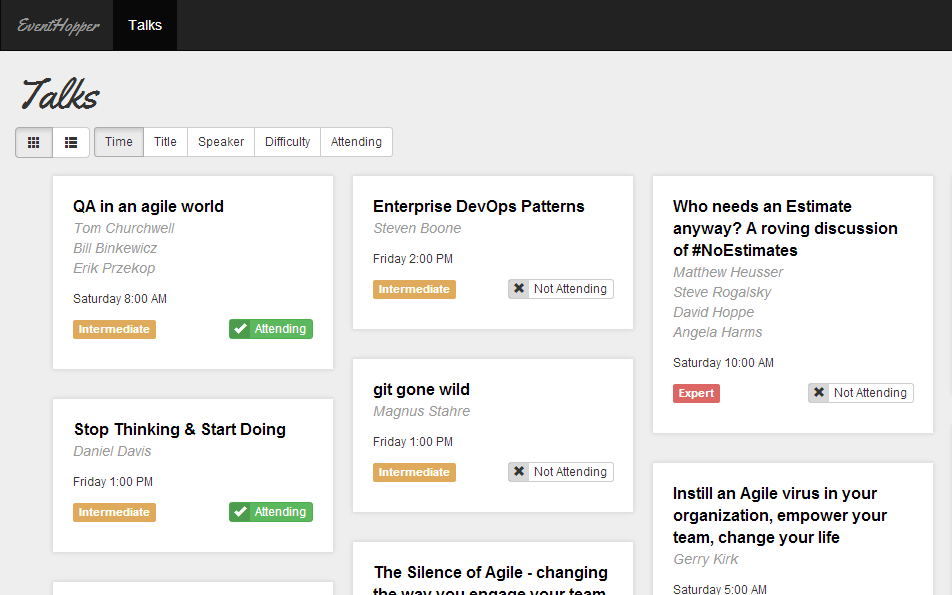 EventHopper Talks
Talks
Time Title Speaker Difficulty Attending
QA in an agile world
Tom Churchwell
Bill Binkewicz
Erik Przekop
Saturday 8:00 AM
Intermediate Attending
Stop Thinking & Start Doing
Daniel Davis
Friday 1:00 PM
Intermediate Attending
Enterprise DevOps Patterns
Steven Boone
Friday 2:00 PM
Intermediate Not Attending
git gone wild
Magnus Stahre
Friday 1:00 PM
Intermediate Not Attending
The Silence of Agile - changing
the way you engage your team
Who needs an Estimate
anyway? A roving discussion
of #NoEstimates
Matthew Heusser
Steve Rogalsky
David Hoppe
Angela Harms
Saturday 10:00 AM
Expert Not Attending
Instill an Agile virus in your
organization, empower your
team, change your life
Gerry Kirk
Saturday 5:00 AM